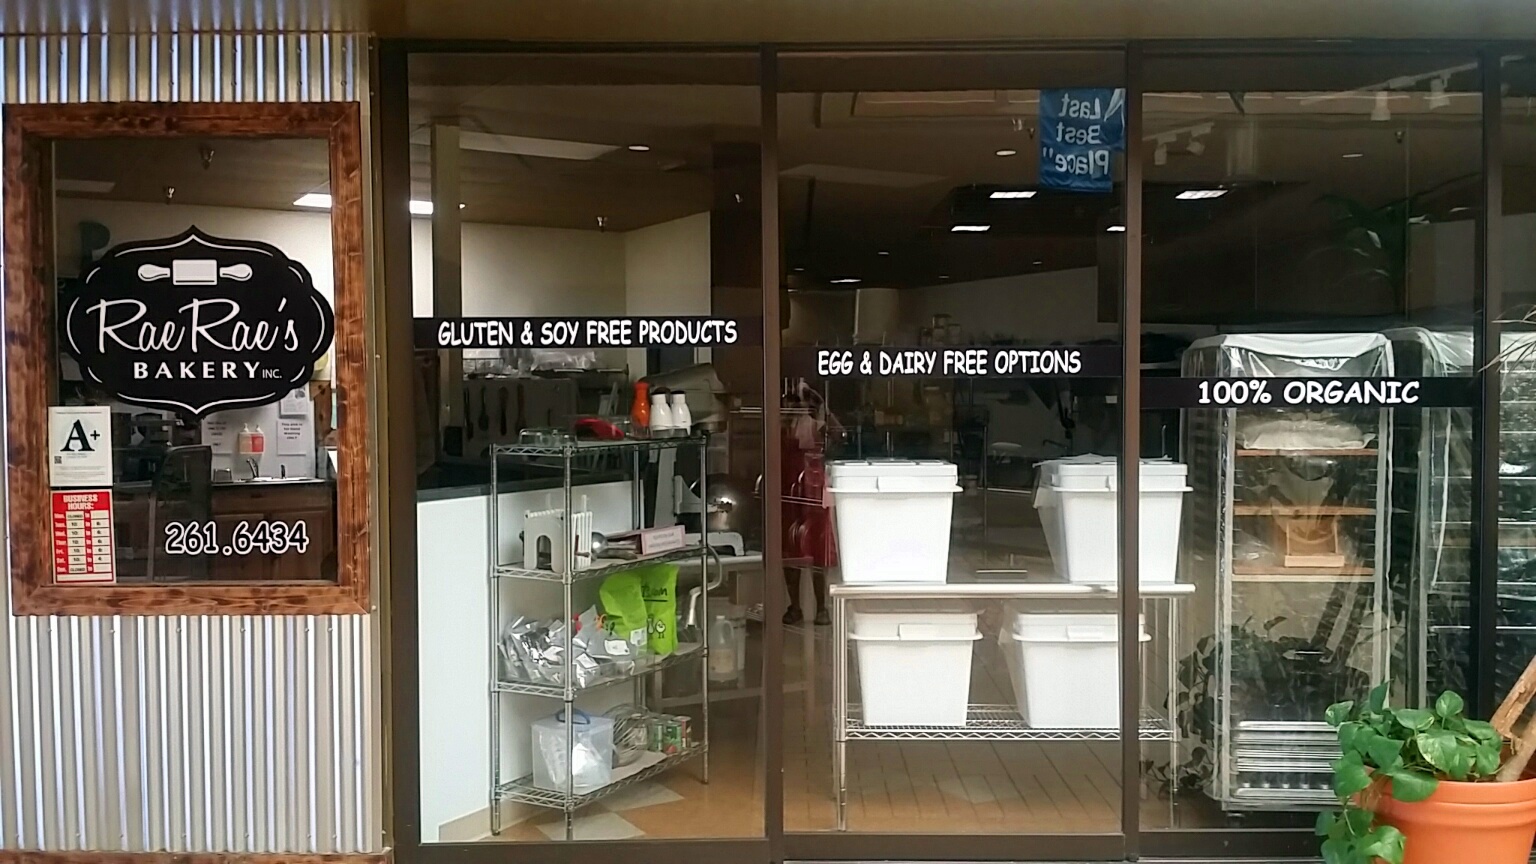 RaeRae's
BAKERY INC.
A+
BUSINESS
HOURS:
261.6434
GLUTEN & SOY FREE PRODUCTS
EGG & DAIRY FREE OPTIONS
100% ORGANIC
Last
Best
Place"